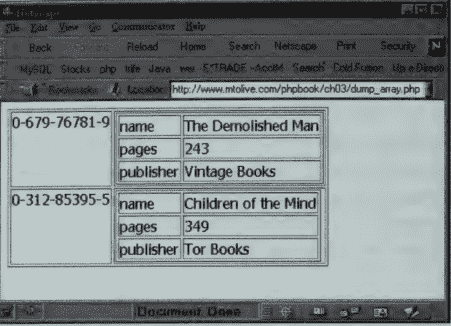 Netscape
File Edit View Go Communicator Help
Back Reload Home Search Netscape Print Security N
MySQL Stocks php Java ETRADE Search Cold Fusion
Bookmarks Location: http://www.mtolive.com/phpbook/ch03/dump_array.php
0-679-76781-9 name The Demolished Man
pages 243
publisher Vintage Books
0-312-85395-5 name Children of the Mind
pages 349
publisher Tor Books
Document Done